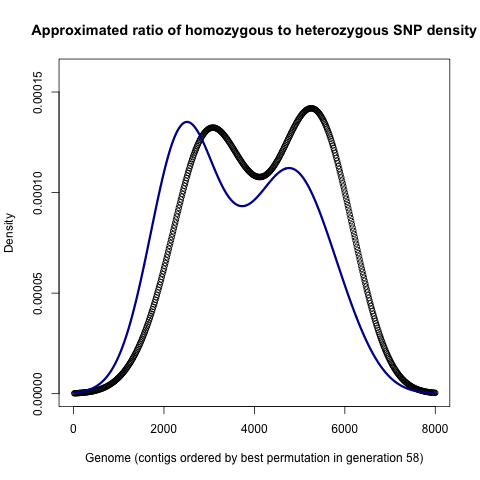 Approximated ratio of homozygous to heterozygous SNP density
0.00015
0.00010
0.00005
0.00000
Density
0 2000 4000 6000 8000
Genome (contigs ordered by best permutation in generation 58)